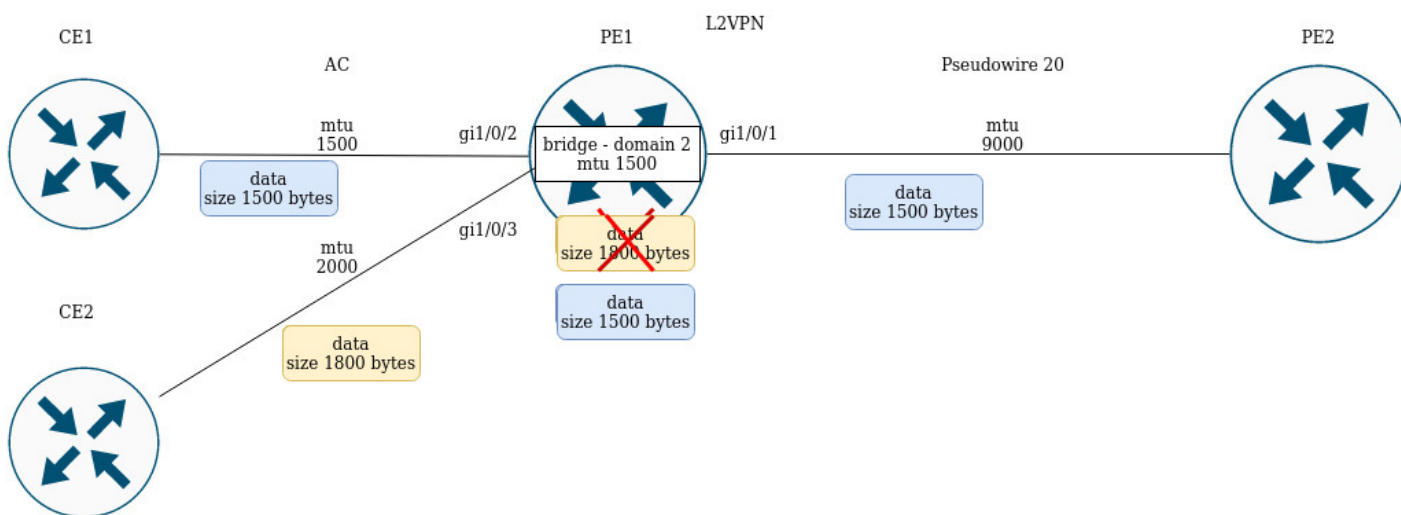 L2VPN
CE1
PE1
PE2
AC
Pseudowire 20
mtu
1500
gi1/0/2
bridge - domain 2
mtu 1500
gi1/0/1
mtu
9000
data
size 1500 bytes
data
size 1500 bytes
gi1/0/3
data
size 1800 bytes
mtu
2000
data
size 1500 bytes
CE2
data
size 1800 bytes